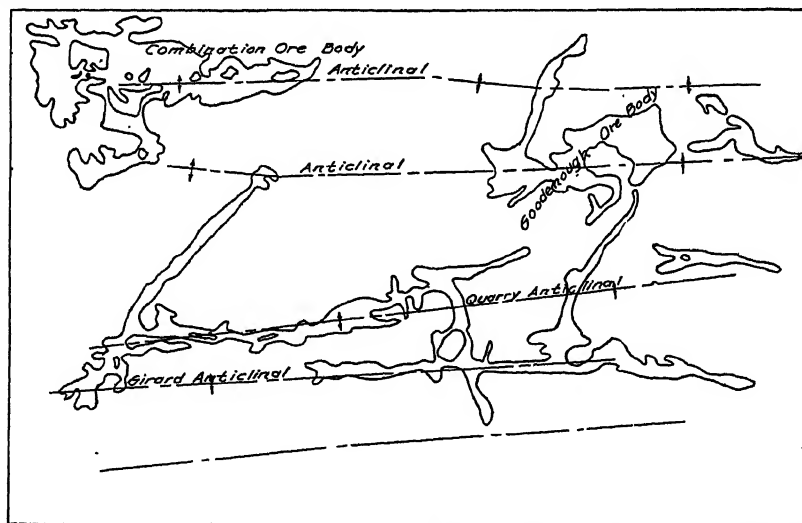 Combination Ore Body
Anticlinal
Goodenough Ore Body
Anticlinal
Quarry Anticlinal
Girard Anticlinal